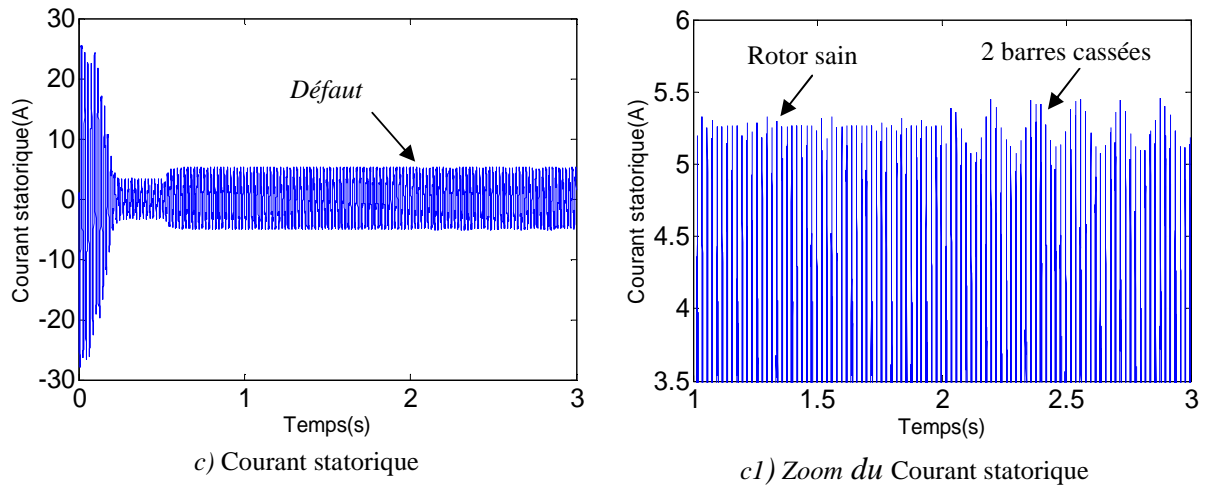 30
20
10
0
-10
-20
-30
Courant statorique(A)
Défaut
0
1
2
3
Temps(s)
c) Courant statorique
6
5.5
5
4.5
4
3.5
Courant statorique(A)
Rotor sain
2 barres cassées
1
1.5
2
2.5
3
Temps(s)
c1) Zoom du Courant statorique